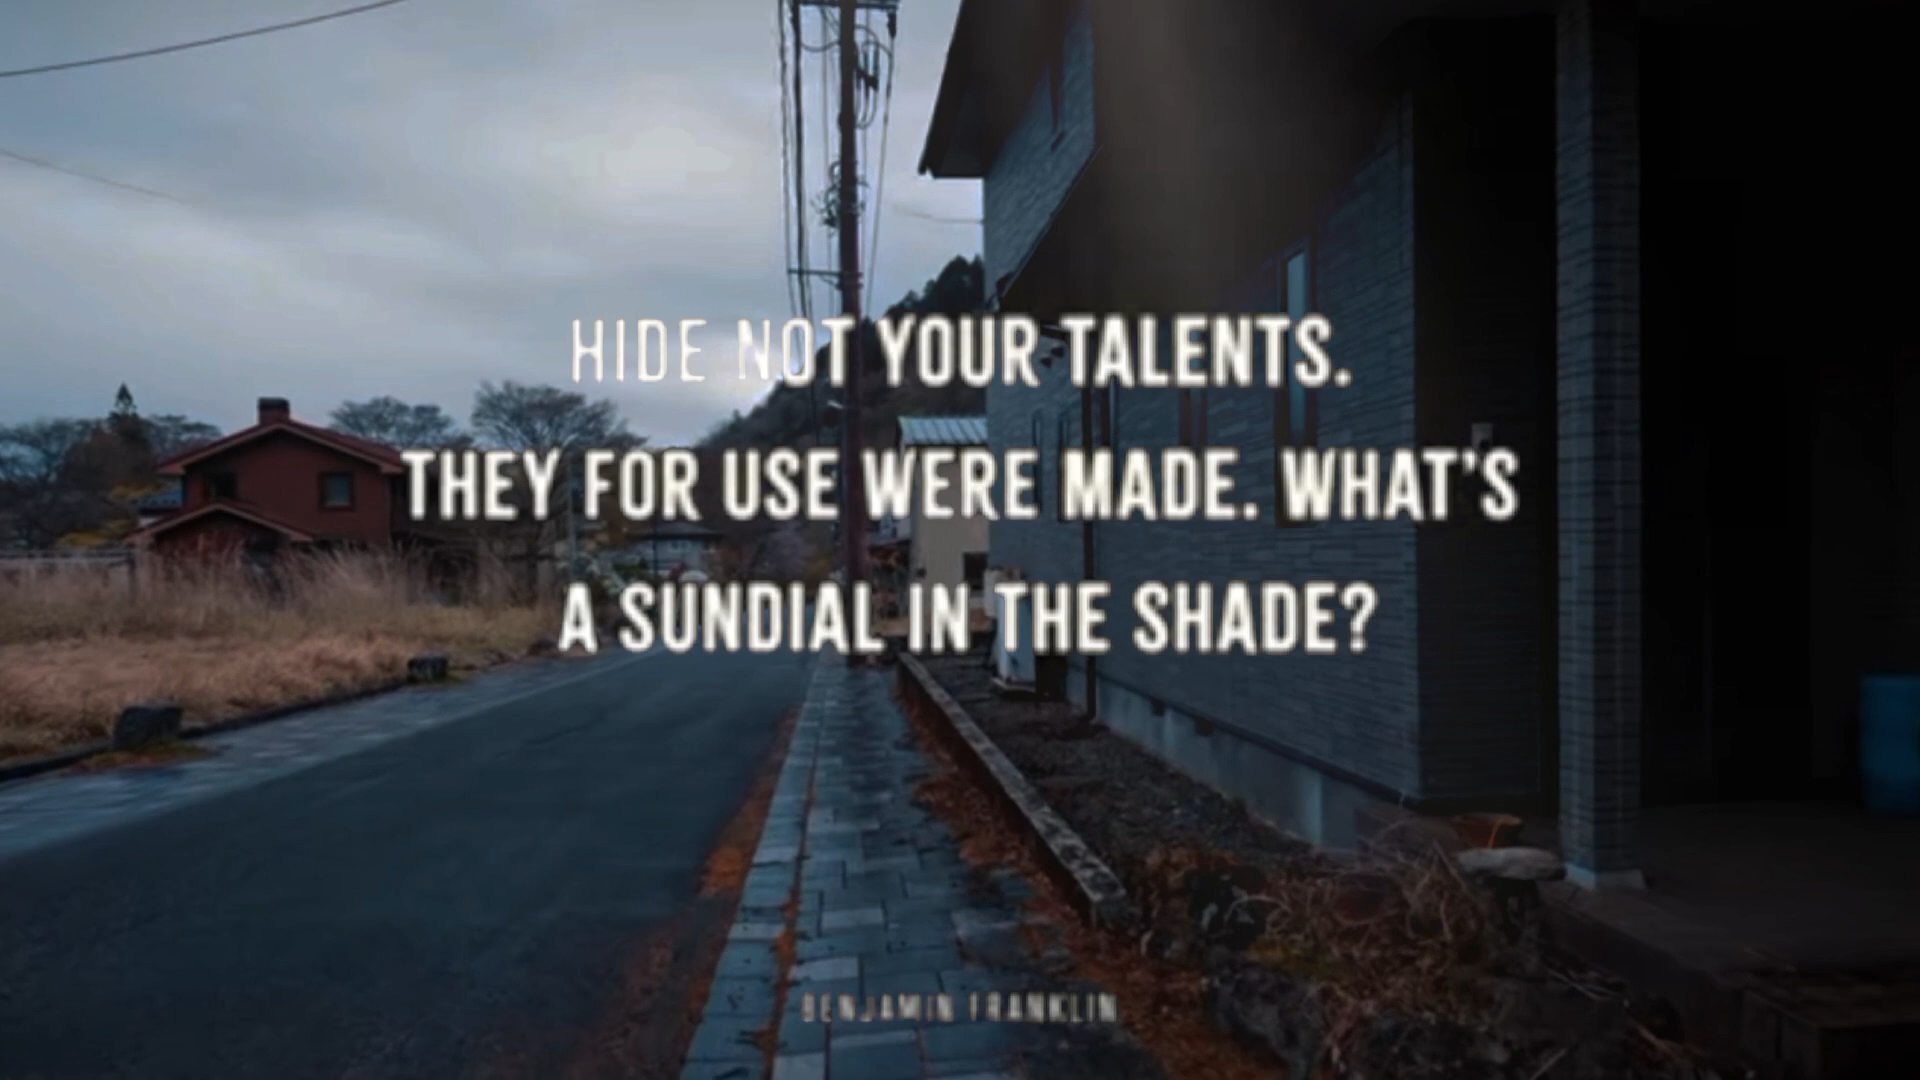 HIDE NOT YOUR TALENTS.
THEY FOR USE WERE MADE. WHAT'S
A SUNDIAL IN THE SHADE?
BENJAMIN FRANKLIN